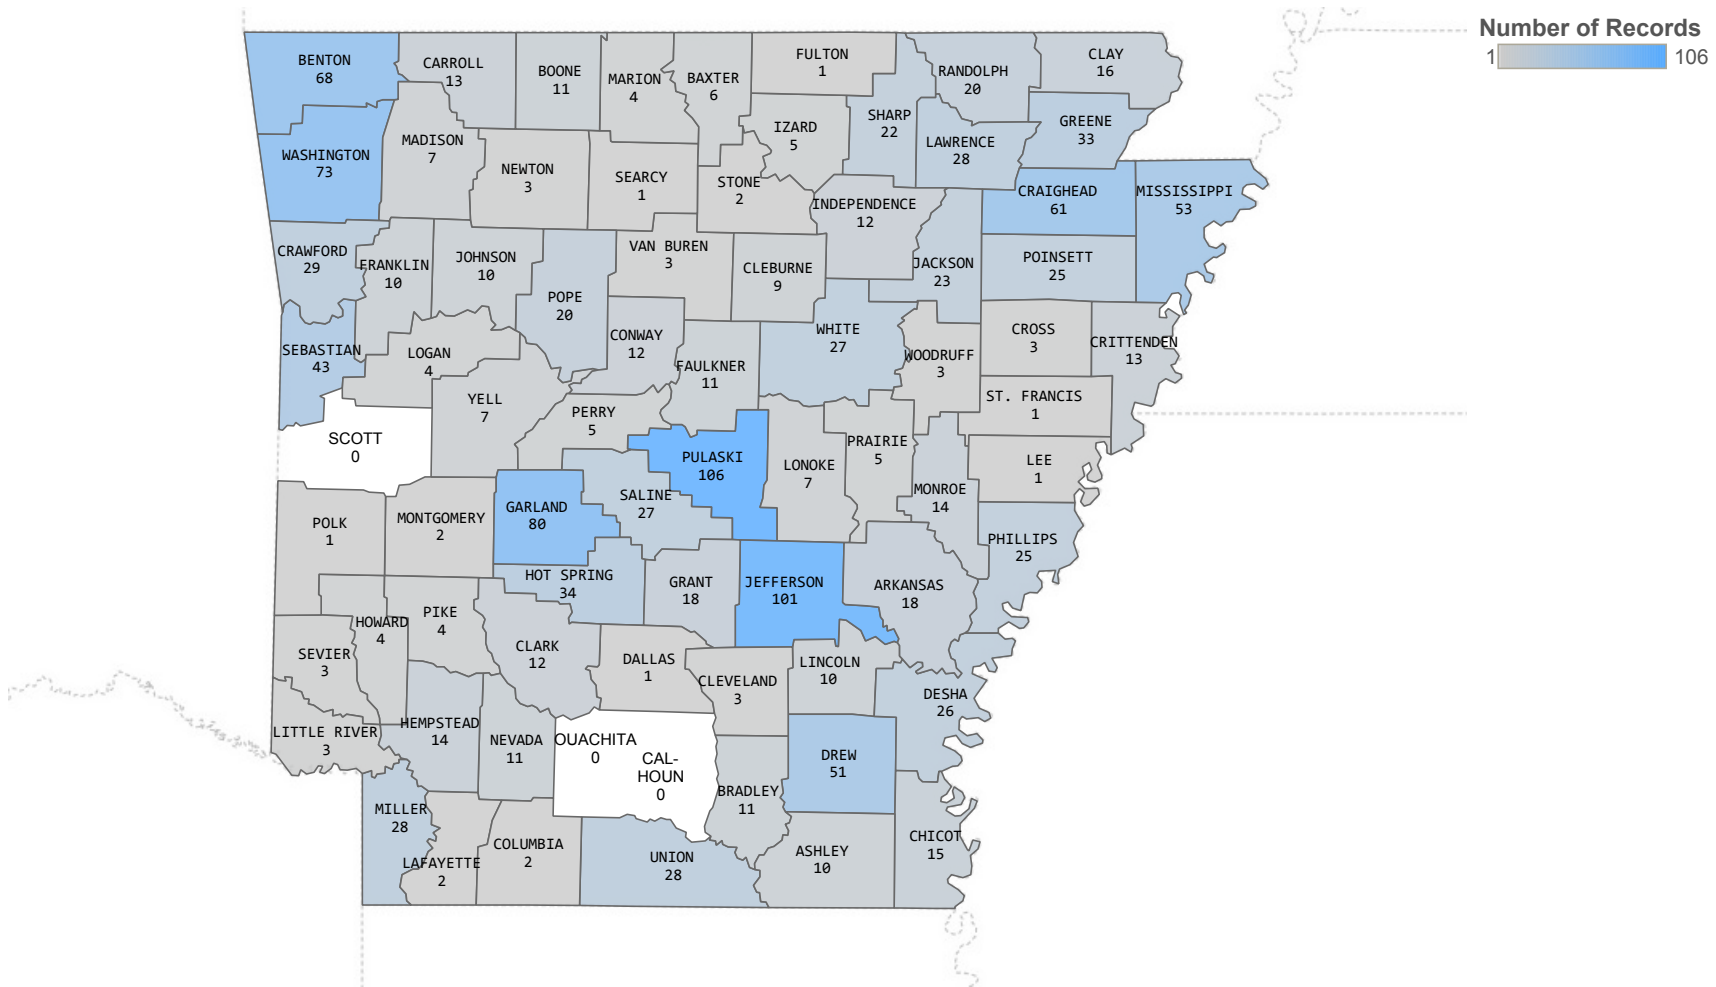 Number of Records
1 106
BENTON
68
CARROLL
13
BOONE
11
MARION
4
BAXTER
6
FULTON
1
RANDOLPH
20
CLAY
16
WASHINGTON
73
MADISON
7
NEWTON
3
SEARCY
1
STONE
2
IZARD
5
SHARP
22
LAWRENCE
28
GREENE
33
INDEPENDENCE
12
CRAIGHEAD
61
MISSISSIPPI
53
CRAWFORD
29
FRANKLIN
10
JOHNSON
10
POPE
20
VAN BUREN
3
CLEBURNE
9
JACKSON
23
POINSETT
25
SEBASTIAN
43
LOGAN
4
CONWAY
12
FAULKNER
11
WHITE
27
WOODRUFF
3
CROSS
3
CRITTENDEN
13
SCOTT
0
YELL
7
PERRY
5
PULASKI
106
LONOKE
7
PRAIRIE
5
ST. FRANCIS
1
LEE
1
MONROE
14
POLK
1
MONTGOMERY
2
GARLAND
80
SALINE
27
PHILLIPS
25
HOT SPRING
34
GRANT
18
JEFFERSON
101
ARKANSAS
18
HOWARD
4
PIKE
4
SEVIER
3
CLARK
12
DALLAS
1
CLEVELAND
3
LINCOLN
10
DESHA
26
LITTLE RIVER
3
HEMPSTEAD
14
NEVADA
11
OUACHITA
0
CAL-
HOUN
0
BRADLEY
11
DREW
51
MILLER
28
LAFAYETTE
2
COLUMBIA
2
UNION
28
ASHLEY
10
CHICOT
15